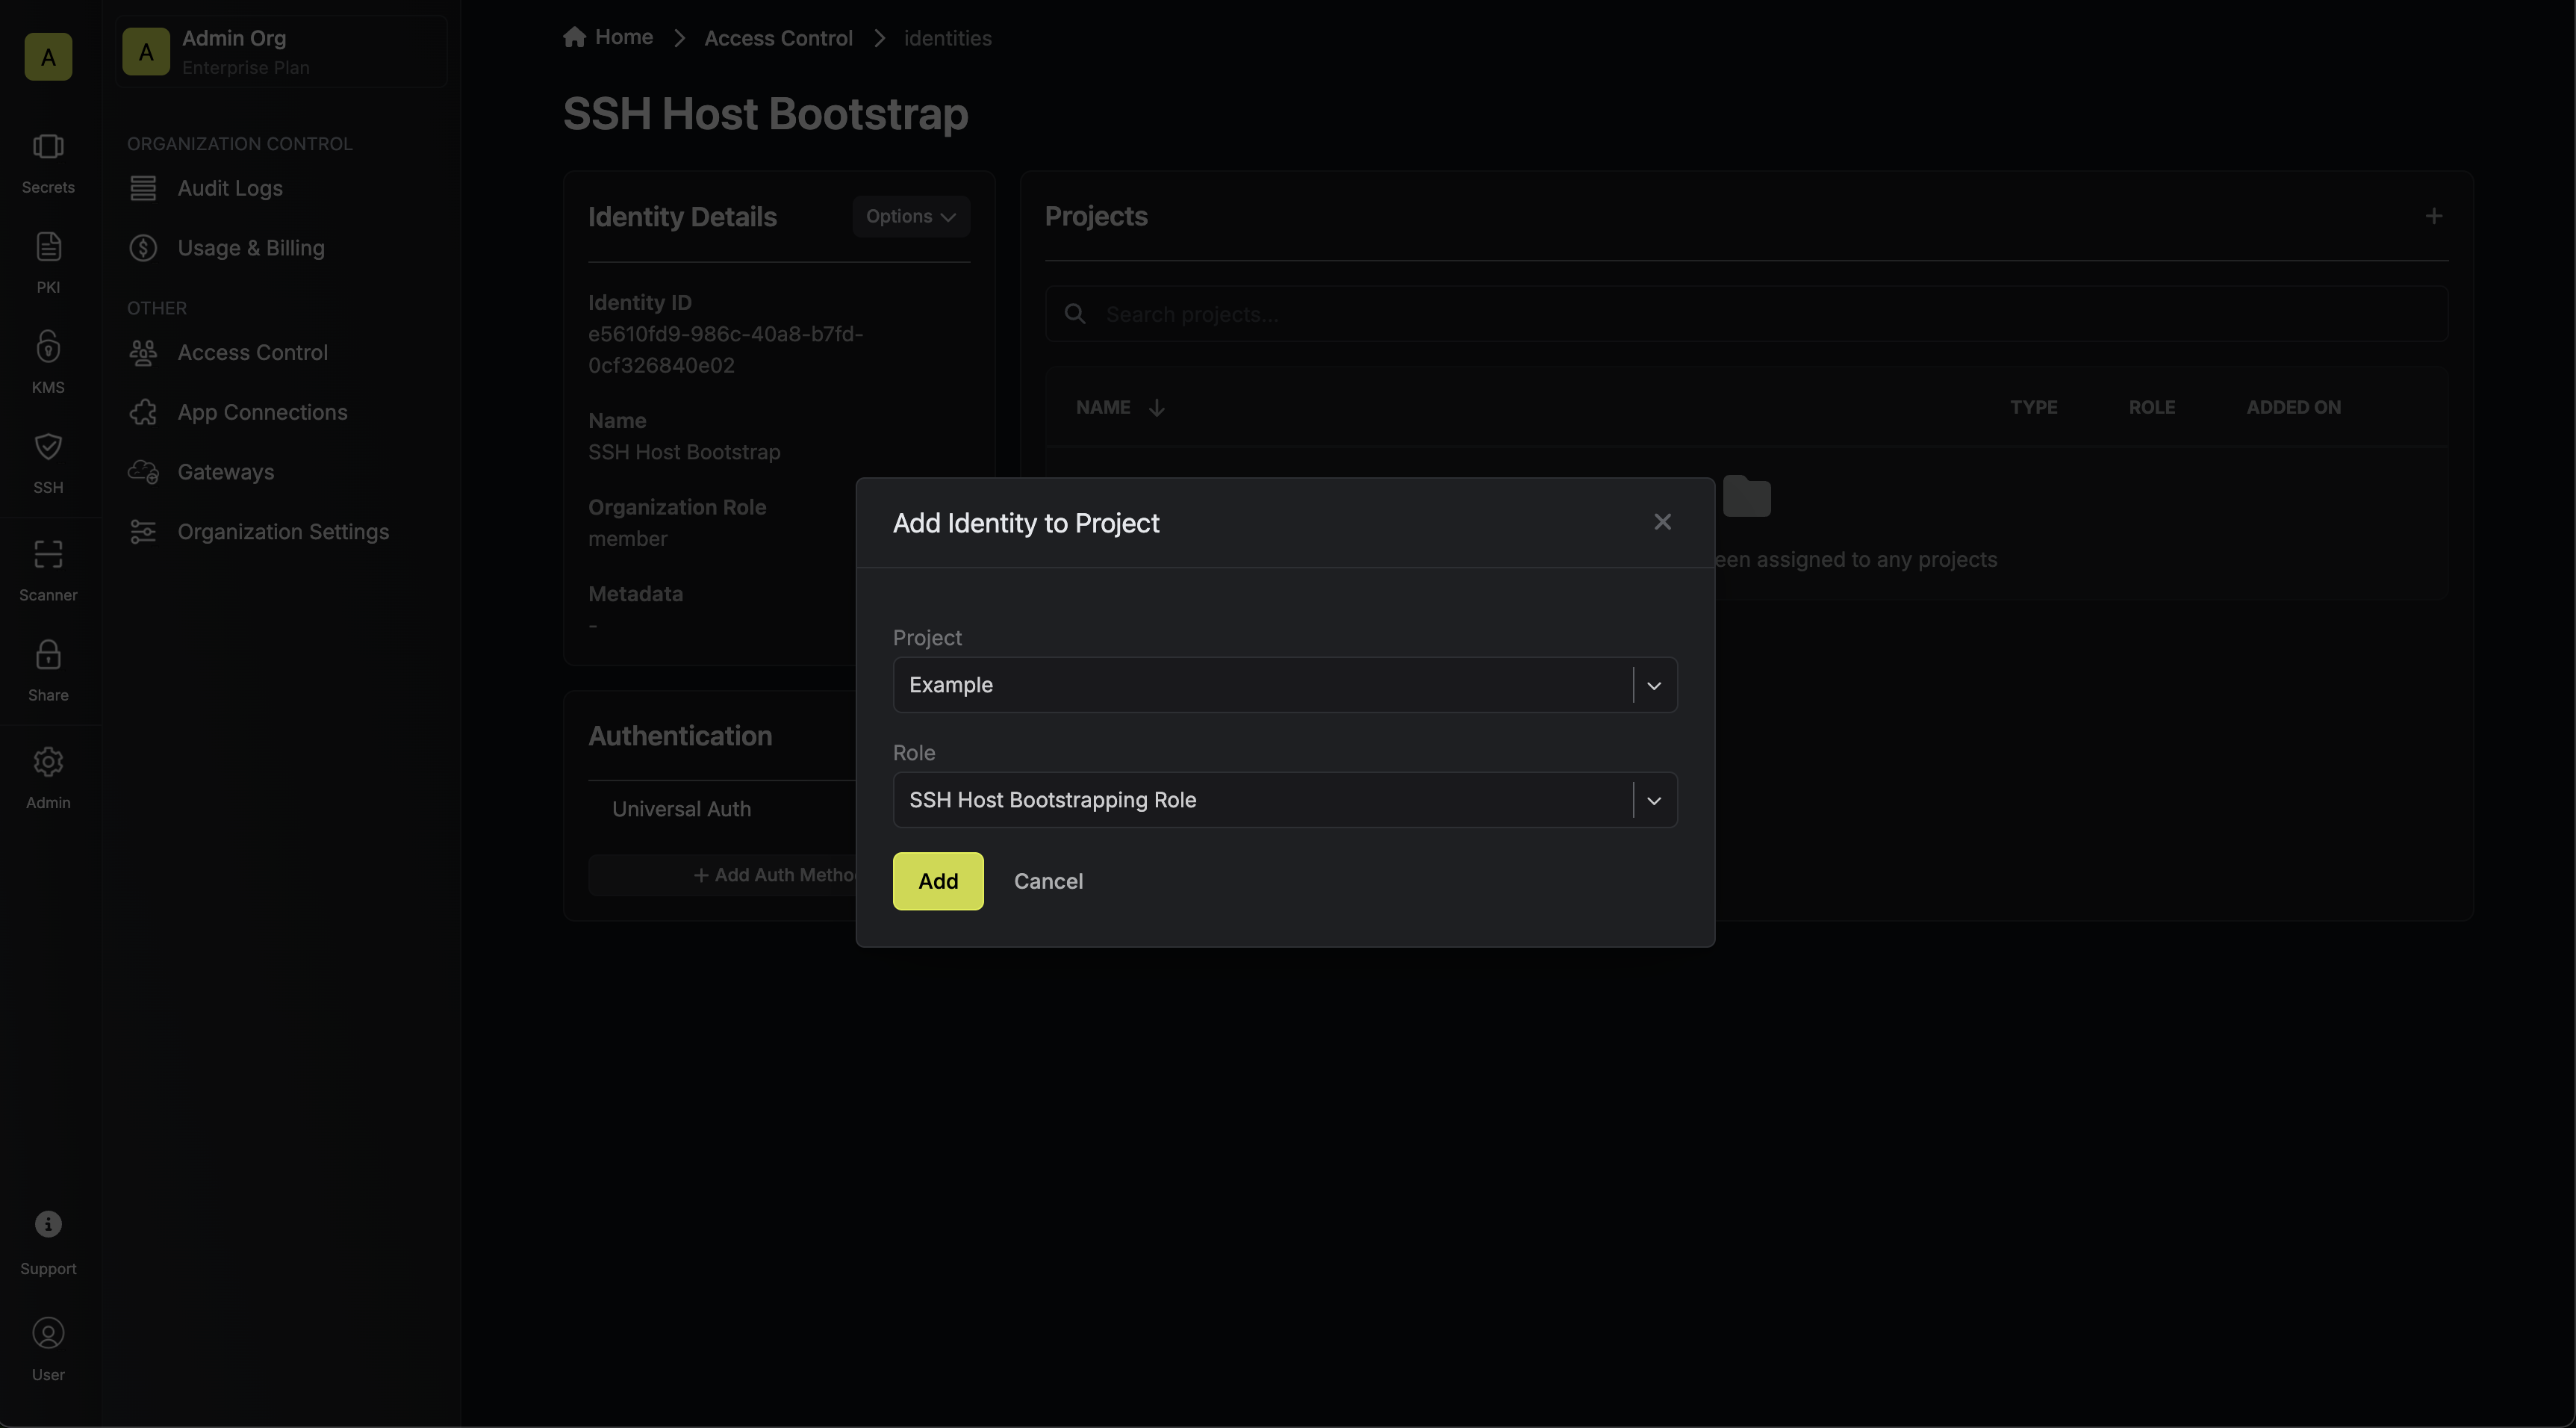 A
Secrets
PKI
KMS
SSH
Scanner
Share
Admin
Support
User
A
Admin Org
Enterprise Plan
ORGANIZATION CONTROL
Audit Logs
Usage & Billing
OTHER
Access Control
App Connections
Gateways
Organization Settings
Home > Access Control > identities
SSH Host Bootstrap
Identity Details
Options
Identity ID
e5610fd9-986c-40a8-b7fd-
0cf326840e02
Name
SSH Host Bootstrap
Organization Role
member
Metadata
-
Authentication
Universal Auth
+ Add Auth Metho
Projects
+
Search projects...
NAME TYPE ROLE ADDED ON
een assigned to any projects
Add Identity to Project
Project
Example
Role
SSH Host Bootstrapping Role
Add Cancel